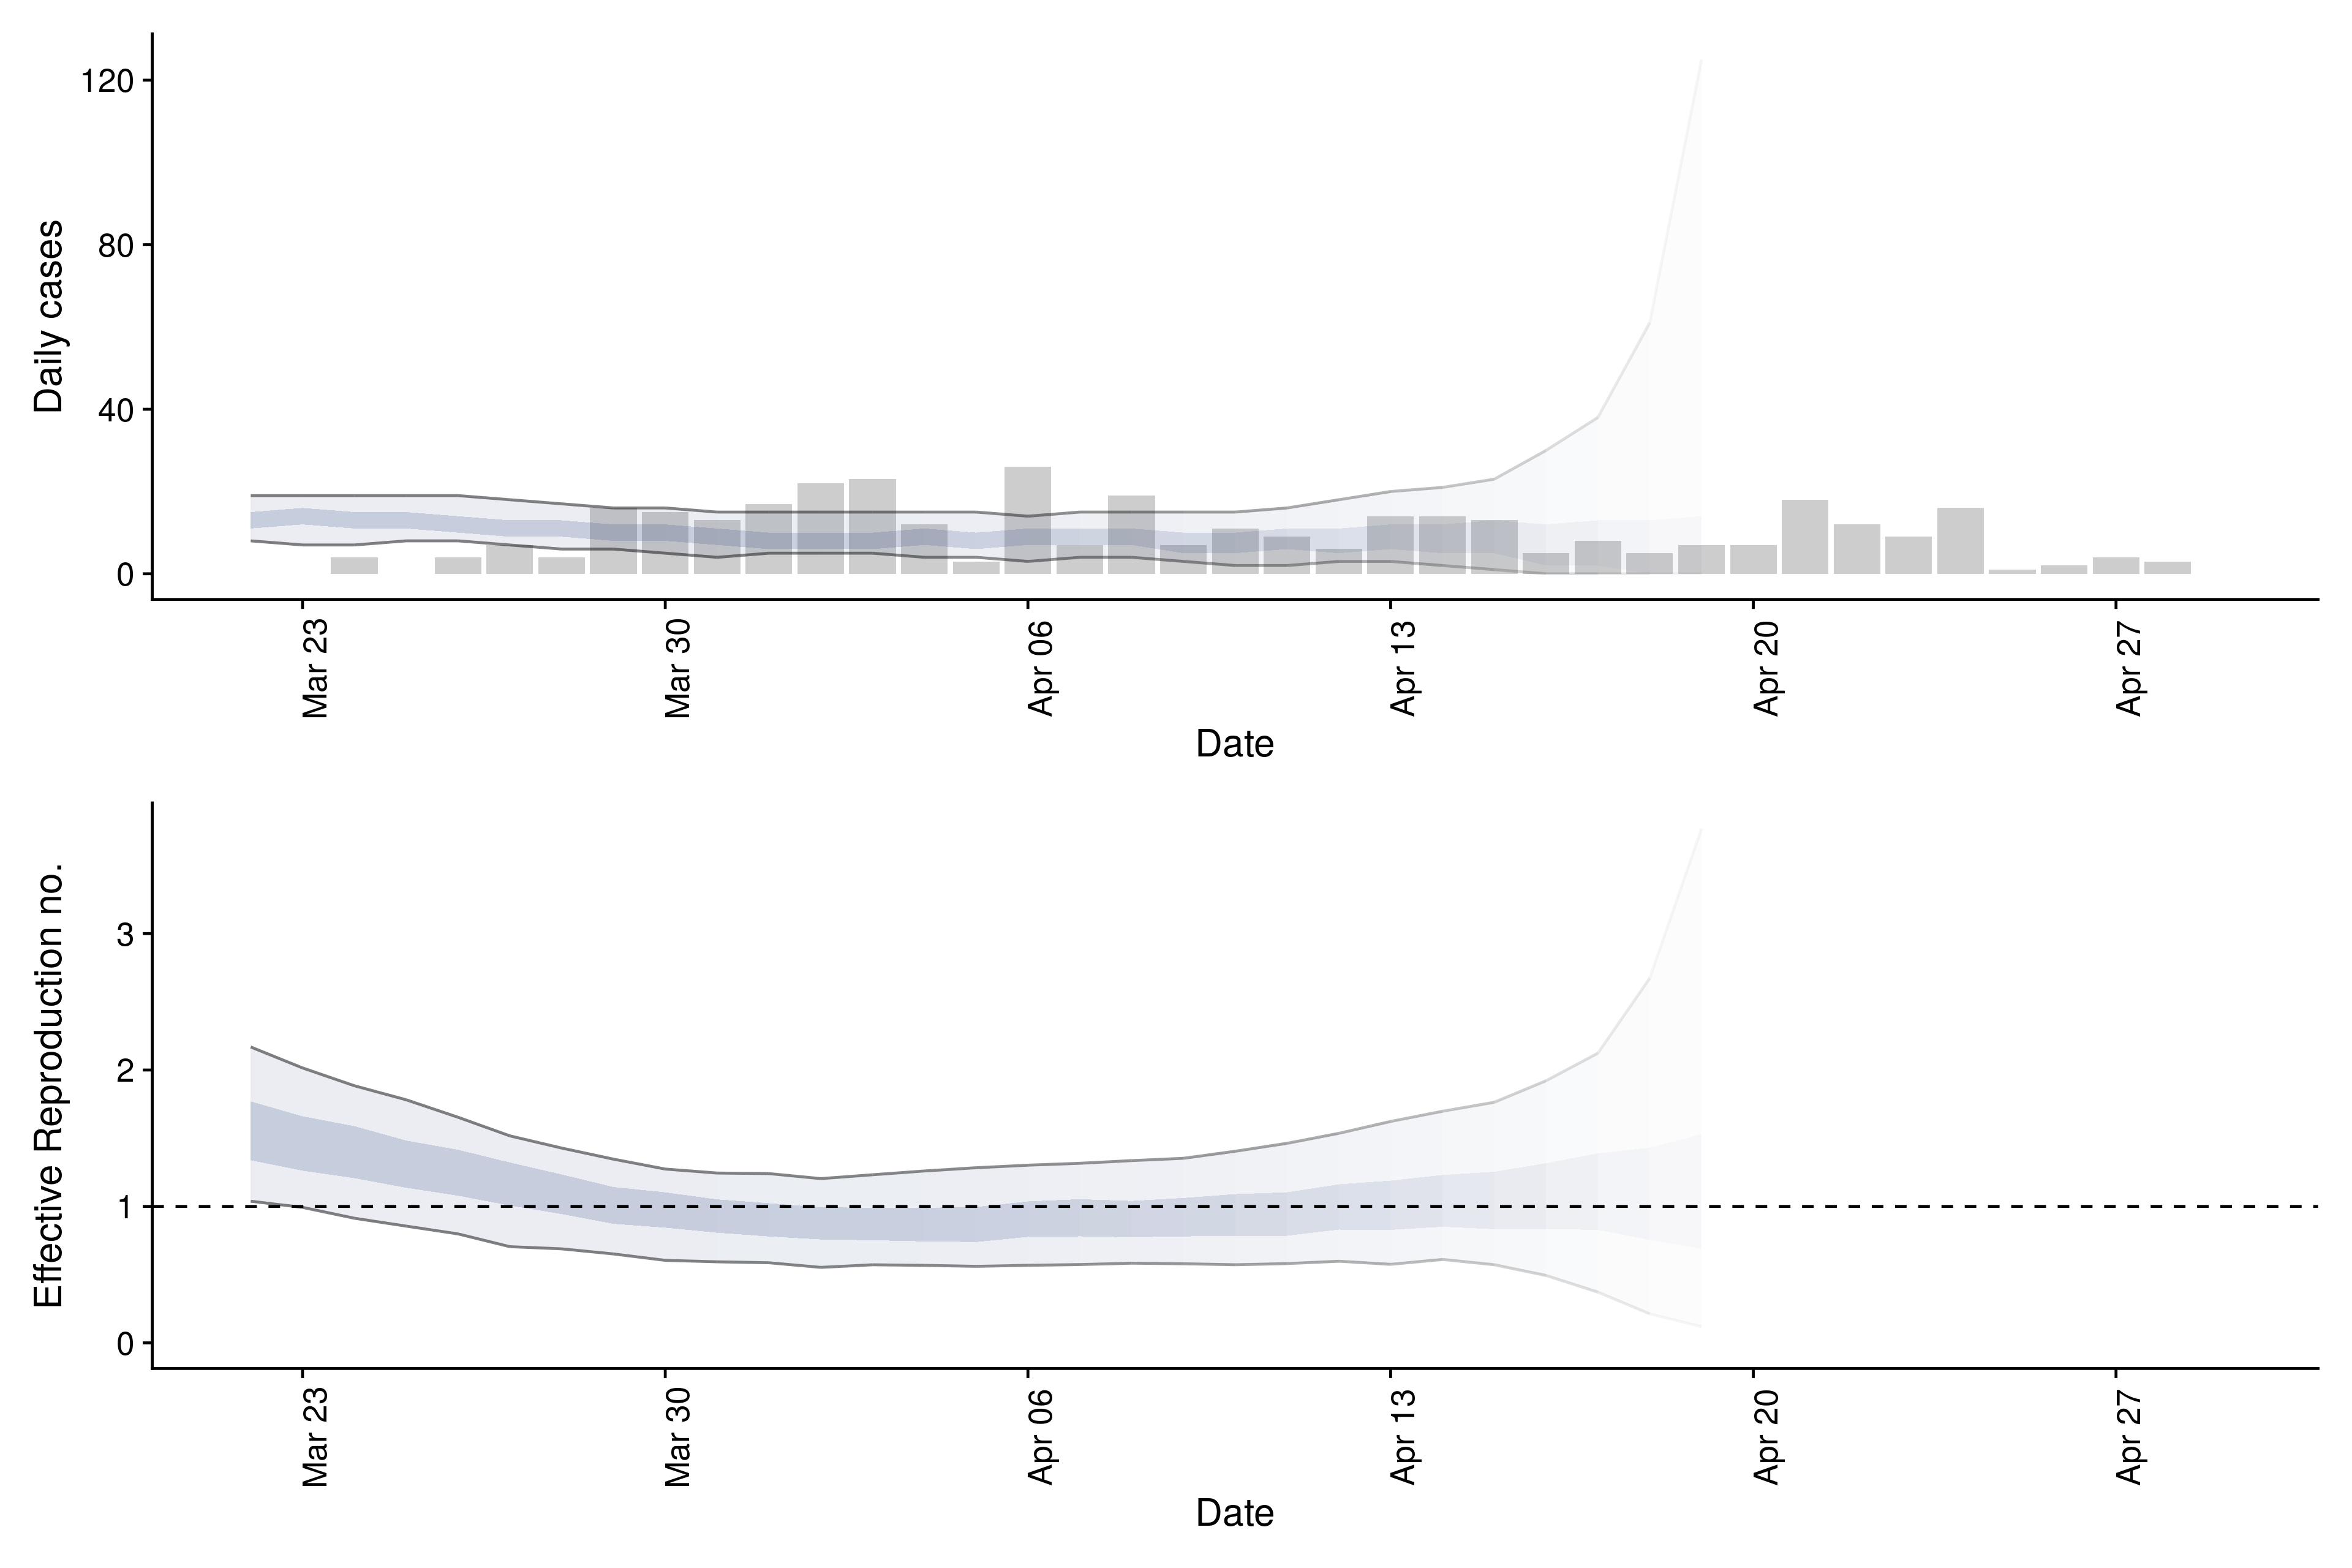 Daily cases
120
80
40
0
Mar 23
Mar 30
Apr 06
Apr 13
Apr 20
Apr 27
Date
Effective Reproduction no.
3
2
1
0
Mar 23
Mar 30
Apr 06
Apr 13
Apr 20
Apr 27
Date